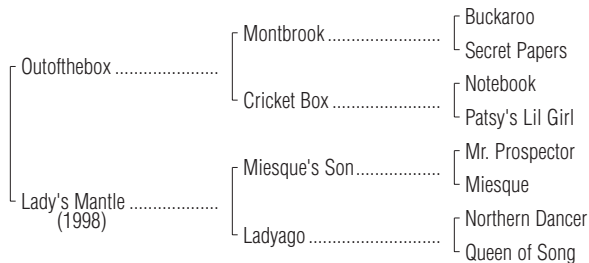 Buckaroo
Montbrook ........................
Secret Papers
Outofthebox ......................
Notebook
Cricket Box .......................
Patsy's Lil Girl
Mr. Prospector
Miesque's Son..................
Miesque
Lady's Mantle ...................
(1998)
Northern Dancer
Ladyago ............................
Queen of Song